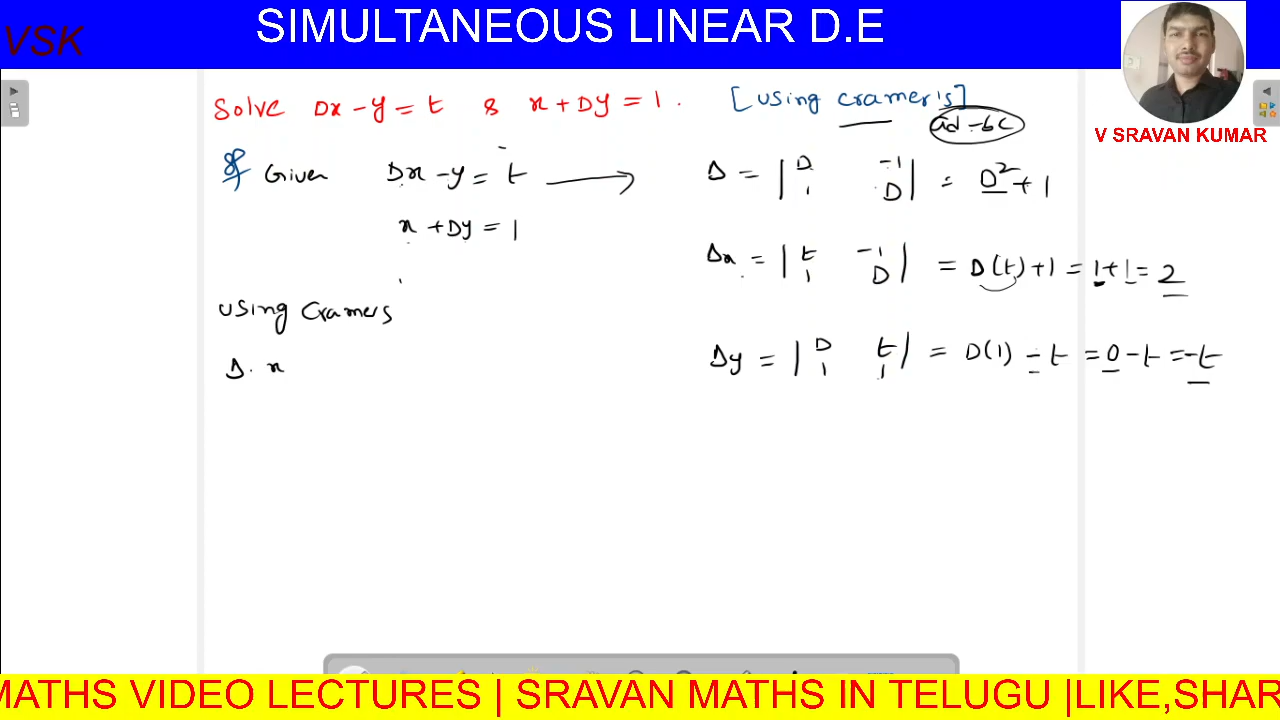 VSK
SIMULTANEOUS LINEAR D.E
V SRAVAN KUMAR
Solve Dx - y = t & x + Dy = 1. [using cramer's]
ad - bc
Given Dx - y = t
x + Dy = 1
Δ = | D -1 | = D² + 1
1 D
Δx = | t -1 | = D(t) + 1 = 1 + 1 = 2
1 D
Δy = | D t | = D(1) - t = 0 - t = -t
1 1
using Cramers
Δ. x
MATHS VIDEO LECTURES | SRAVAN MATHS IN TELUGU |LIKE,SHAR